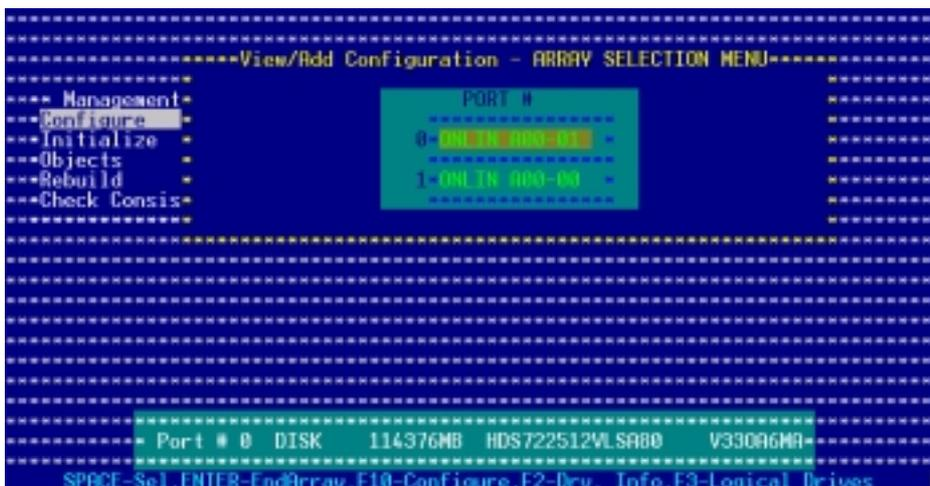 View/Add Configuration - ARRAY SELECTION MENU
Management
Configure
Initialize
Objects
Rebuild
Check Consis
PORT #
0 ONLIN A00-01
1 ONLIN A00-00
Port # 0 DISK 114376MB HDS722512VLSA80 V33OA6MA
SPACE-Sel,ENTER-EndArray,F10-Configure,F2-Drv Info,F3-Logical Drives